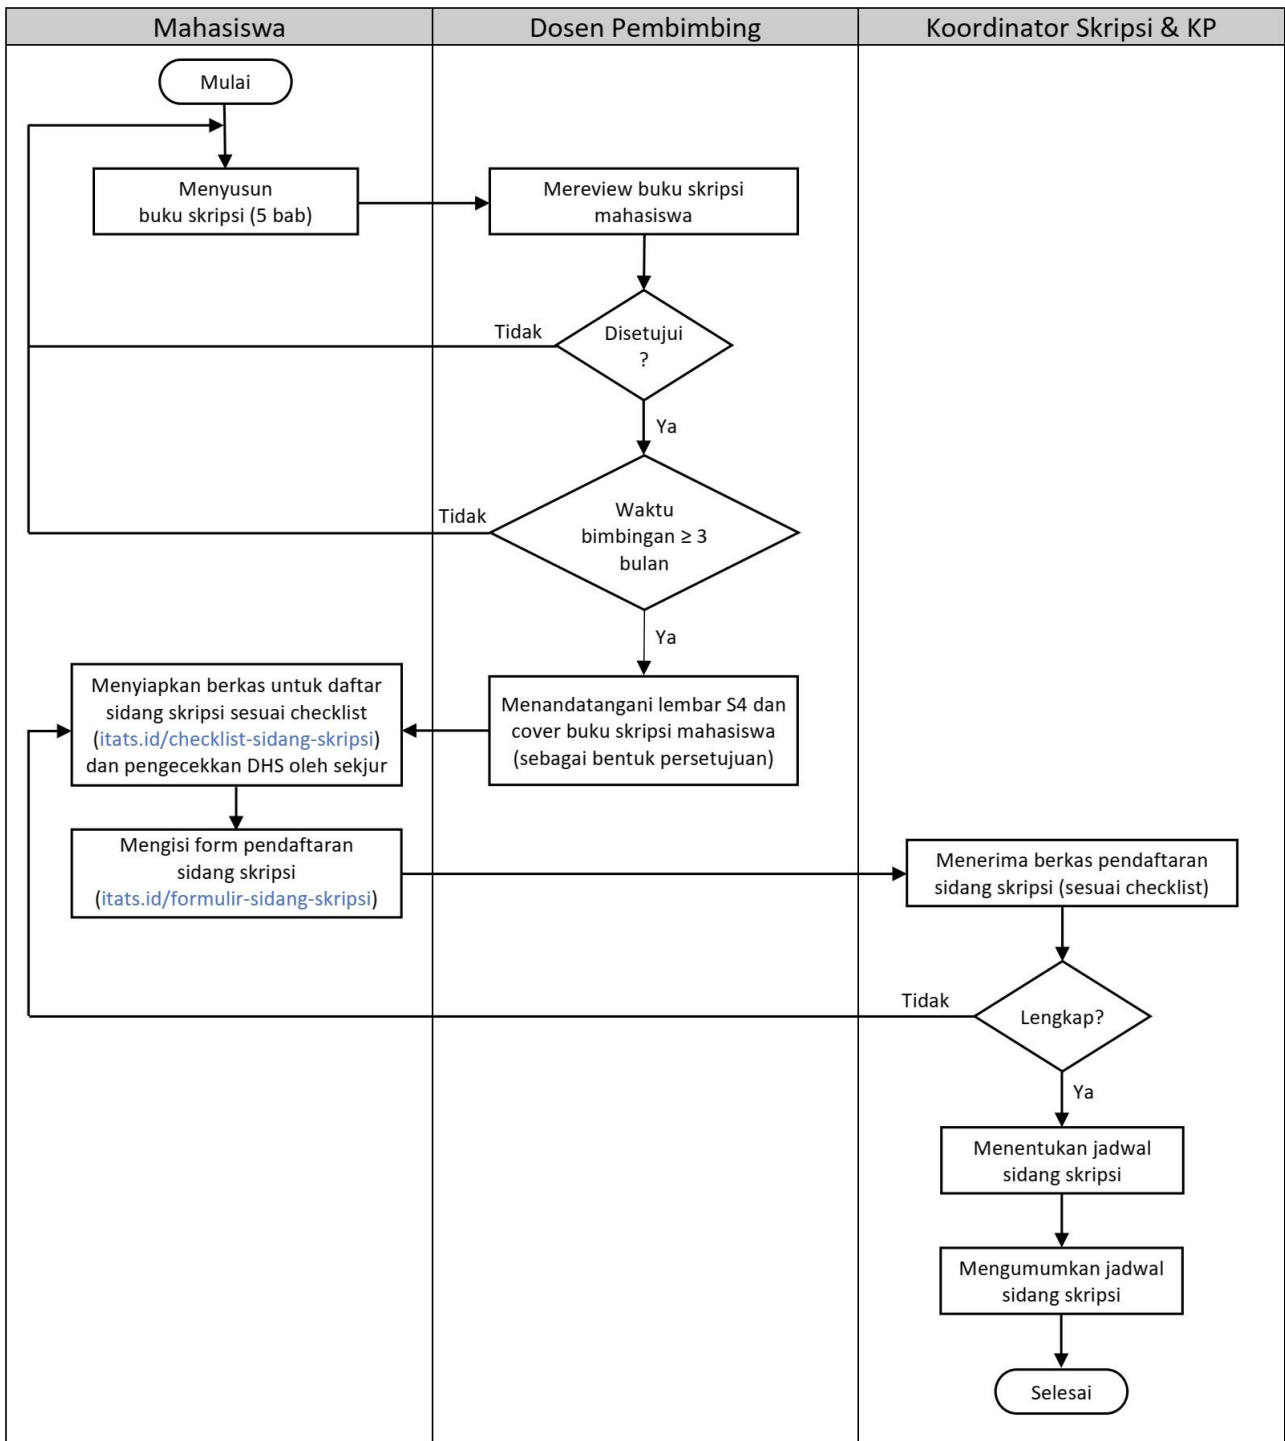 Mahasiswa
Dosen Pembimbing
Koordinator Skripsi & KP
Mulai
Menyusun
buku skripsi (5 bab)
Mereview buku skripsi
mahasiswa
Tidak
Disetujui
?
Ya
Tidak
Waktu
bimbingan ≥ 3
bulan
Ya
Menyiapkan berkas untuk daftar
sidang skripsi sesuai checklist
(itats.id/checklist-sidang-skripsi)
dan pengecekkan DHS oleh sekjur
Menandatangani lembar S4 dan
cover buku skripsi mahasiswa
(sebagai bentuk persetujuan)
Mengisi form pendaftaran
sidang skripsi
(itats.id/formulir-sidang-skripsi)
Menerima berkas pendaftaran
sidang skripsi (sesuai checklist)
Tidak
Lengkap?
Ya
Menentukan jadwal
sidang skripsi
Mengumumkan jadwal
sidang skripsi
Selesai